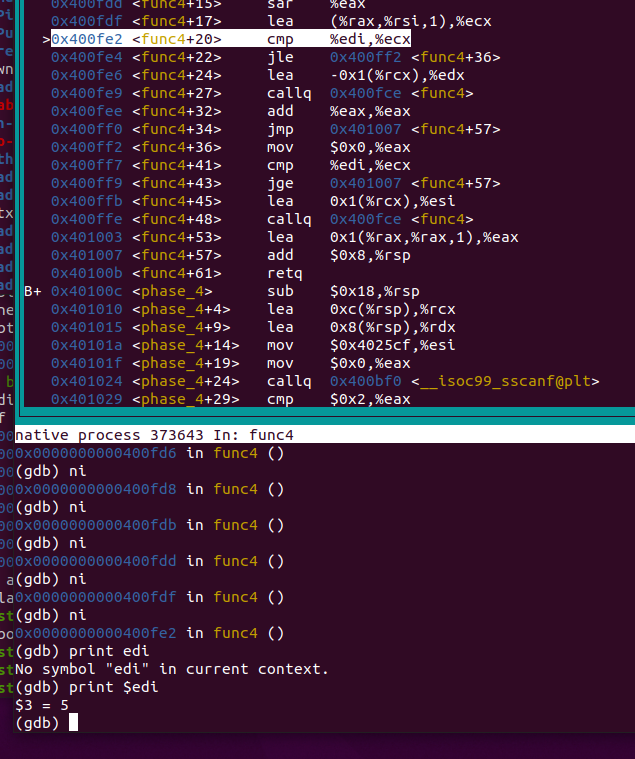 0x400fdd <func4+15> sar %eax
0x400fdf <func4+17> lea (%rax,%rsi,1),%ecx
>0x400fe2 <func4+20> cmp %edi,%ecx
0x400fe4 <func4+22> jle 0x400ff2 <func4+36>
0x400fe6 <func4+24> lea -0x1(%rcx),%edx
0x400fe9 <func4+27> callq 0x400fce <func4>
0x400fee <func4+32> add %eax,%eax
0x400ff0 <func4+34> jmp 0x401007 <func4+57>
0x400ff2 <func4+36> mov $0x0,%eax
0x400ff7 <func4+41> cmp %edi,%ecx
0x400ff9 <func4+43> jge 0x401007 <func4+57>
0x400ffb <func4+45> lea 0x1(%rcx),%esi
0x400ffe <func4+48> callq 0x400fce <func4>
0x401003 <func4+53> lea 0x1(%rax,%rax,1),%eax
0x401007 <func4+57> add $0x8,%rsp
0x40100b <func4+61> retq
B+ 0x40100c <phase_4> sub $0x18,%rsp
0x401010 <phase_4+4> lea 0xc(%rsp),%rcx
0x401015 <phase_4+9> lea 0x8(%rsp),%rdx
0x40101a <phase_4+14> mov $0x4025cf,%esi
0x40101f <phase_4+19> mov $0x0,%eax
0x401024 <phase_4+24> callq 0x400bf0 <__isoc99_sscanf@plt>
0x401029 <phase_4+29> cmp $0x2,%eax
native process 373643 In: func4
0x0000000000400fd6 in func4 ()
(gdb) ni
0x0000000000400fd8 in func4 ()
(gdb) ni
0x0000000000400fdb in func4 ()
(gdb) ni
0x0000000000400fdd in func4 ()
(gdb) ni
0x0000000000400fdf in func4 ()
(gdb) ni
0x0000000000400fe2 in func4 ()
(gdb) print edi
No symbol "edi" in current context.
(gdb) print $edi
$3 = 5
(gdb)